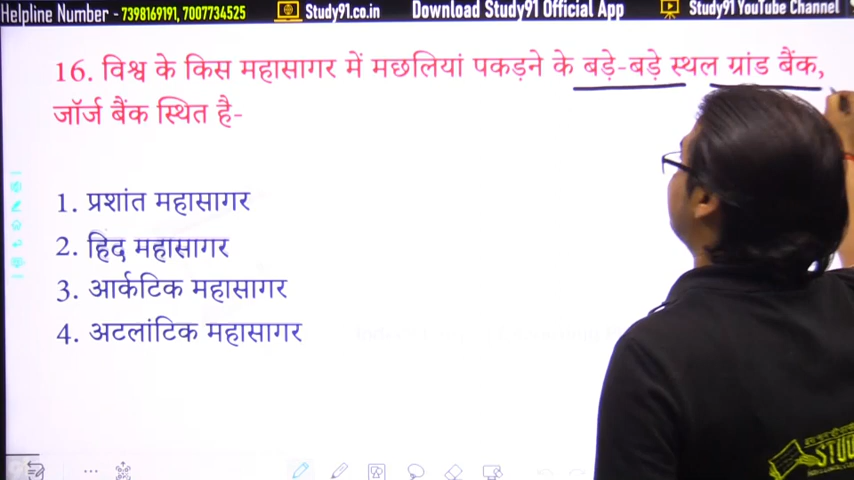 Helpline Number - 7398169191, 7007734525 Study91.co.in Download Study91 Official App Study91 YouTube Channel
16. विश्व के किस महासागर में मछलियां पकड़ने के बड़े-बड़े स्थल ग्रांड बैंक,
जॉर्ज बैंक स्थित है-
1. प्रशांत महासागर
2. हिंद महासागर
3. आर्कटिक महासागर
4. अटलांटिक महासागर
STU